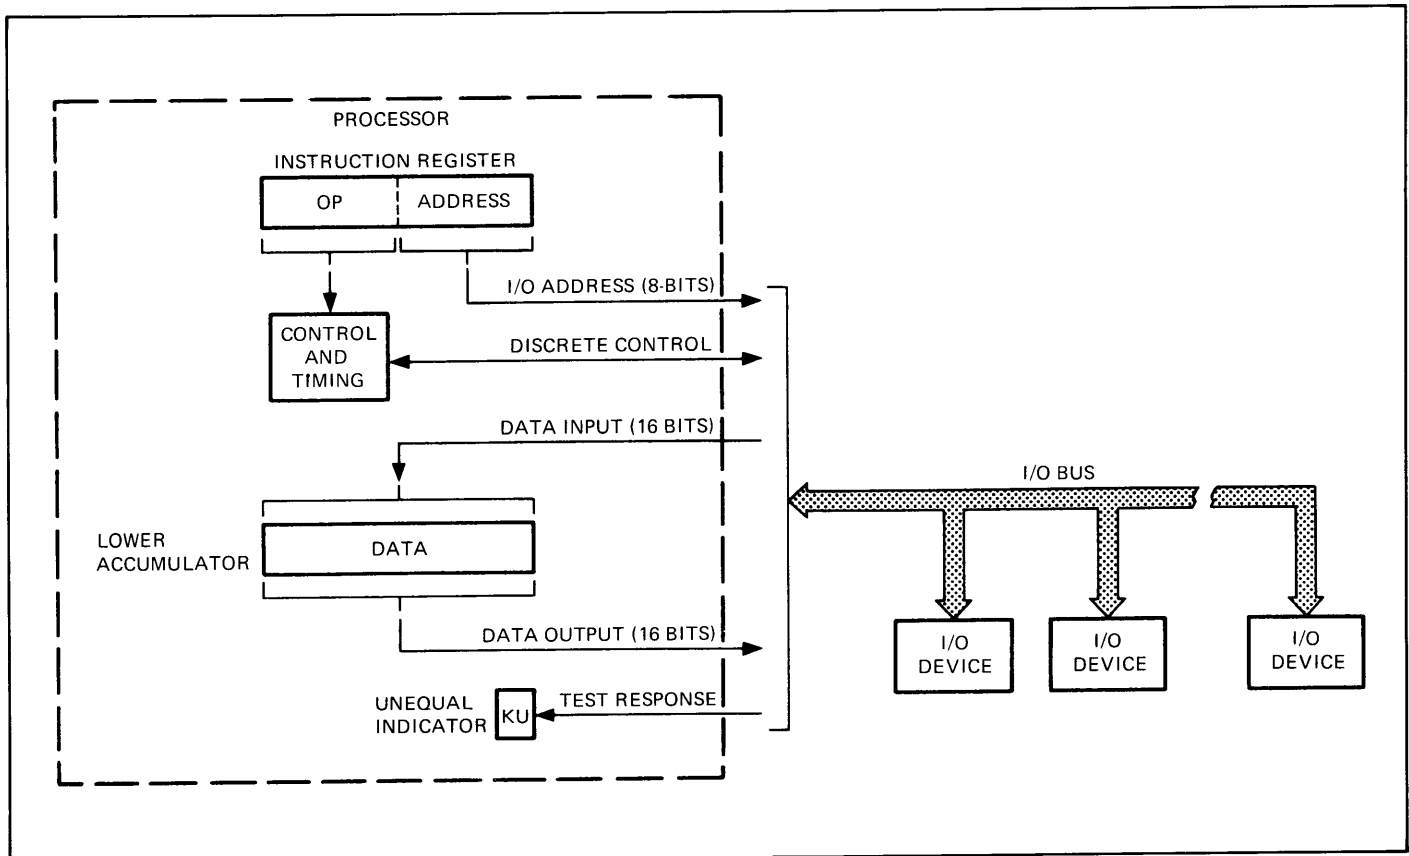 PROCESSOR
INSTRUCTION REGISTER
OP
ADDRESS
I/O ADDRESS (8-BITS)
CONTROL
AND
TIMING
DISCRETE CONTROL
DATA INPUT (16 BITS)
I/O BUS
LOWER
ACCUMULATOR
DATA
DATA OUTPUT (16 BITS)
I/O
DEVICE
I/O
DEVICE
I/O
DEVICE
UNEQUAL
INDICATOR
KU
TEST RESPONSE